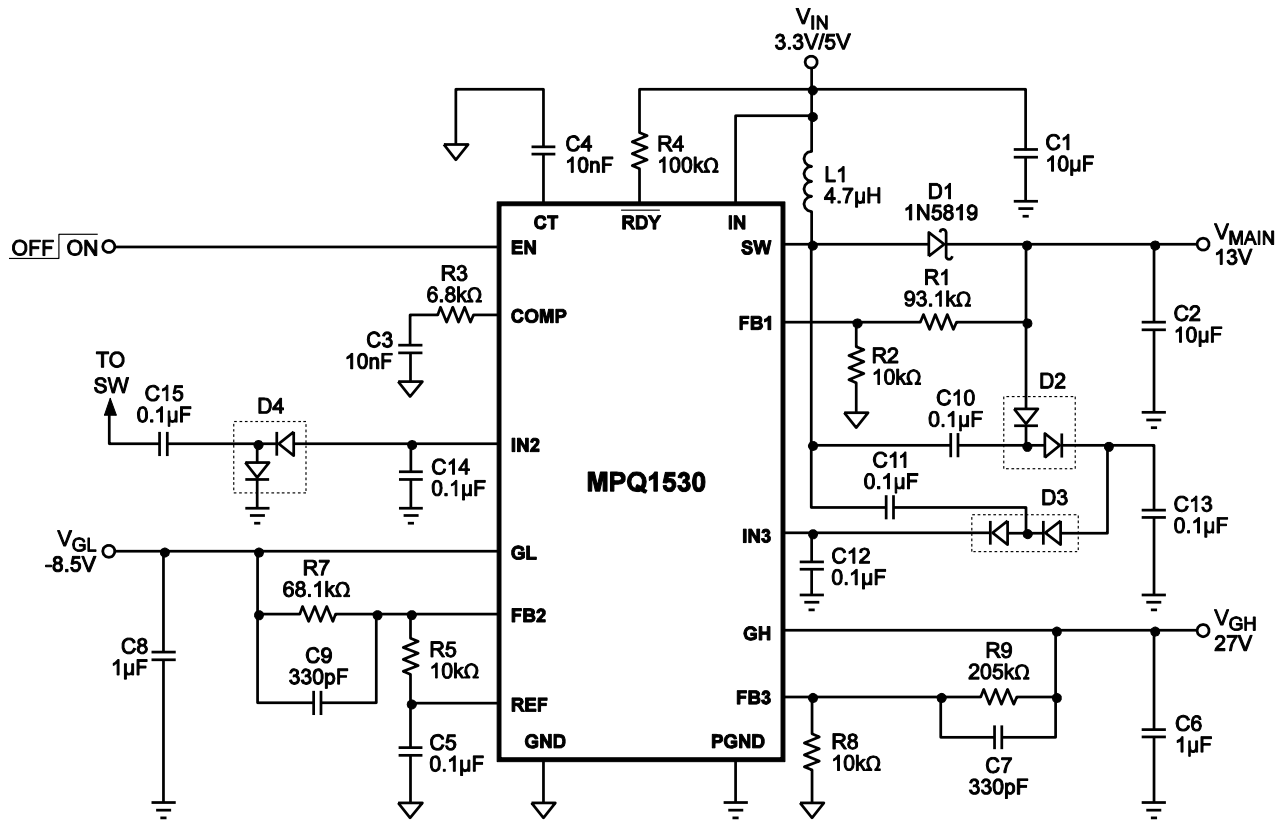 VIN
3.3V/5V
C4
10nF
R4
100kΩ
C1
10µF
L1
4.7µH
D1
1N5819
CT
RDY
IN
OFF ON
EN
SW
VMAIN
13V
R3
6.8kΩ
R1
93.1kΩ
COMP
FB1
C2
10µF
C3
10nF
R2
10kΩ
TO
SW
C15
0.1µF
D4
D2
C10
0.1µF
IN2
C14
0.1µF
MPQ1530
C11
0.1µF
D3
C13
0.1µF
IN3
VGL
-8.5V
GL
C12
0.1µF
R7
68.1kΩ
FB2
GH
VGH
27V
C8
1µF
C9
330pF
R5
10kΩ
R9
205kΩ
REF
FB3
C5
0.1µF
GND
PGND
R8
10kΩ
C7
330pF
C6
1µF